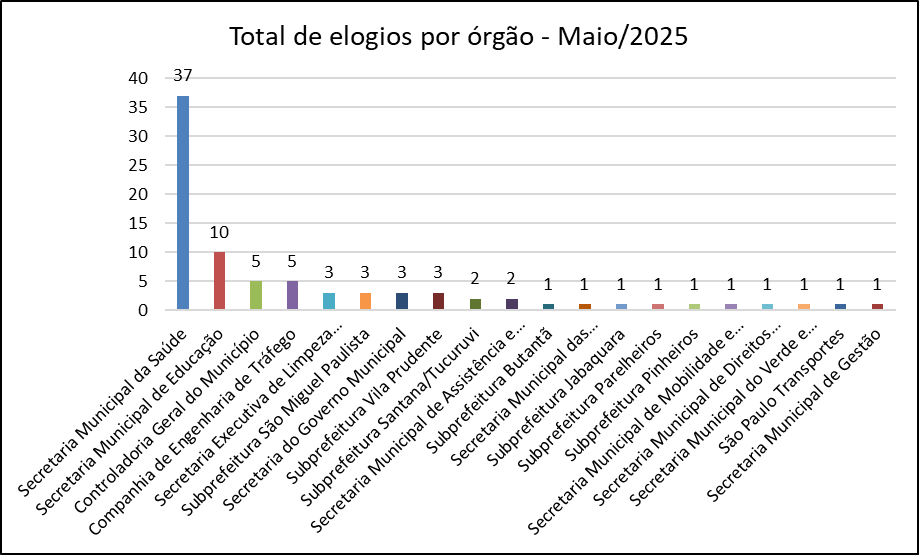 Total de elogios por órgão - Maio/2025
40
35
30
25
20
15
10
5
0
37
10
5
5
3
3
3
3
2
2
1
1
1
1
1
1
1
1
1
1
Secretaria Municipal da Saúde
Secretaria Municipal de Educação
Controladoria Geral do Município
Companhia de Engenharia de Tráfego
Secretaria Executiva de Limpeza...
Subprefeitura São Miguel Paulista
Secretaria do Governo Municipal
Subprefeitura Vila Prudente
Subprefeitura Santana/Tucuruvi
Secretaria Municipal de Assistência e...
Subprefeitura Butantã
Secretaria Municipal das...
Subprefeitura Jabaquara
Subprefeitura Parelheiros
Subprefeitura Pinheiros
Secretaria Municipal de Mobilidade e...
Secretaria Municipal de Direitos...
Secretaria Municipal do Verde e...
São Paulo Transportes
Secretaria Municipal de Gestão